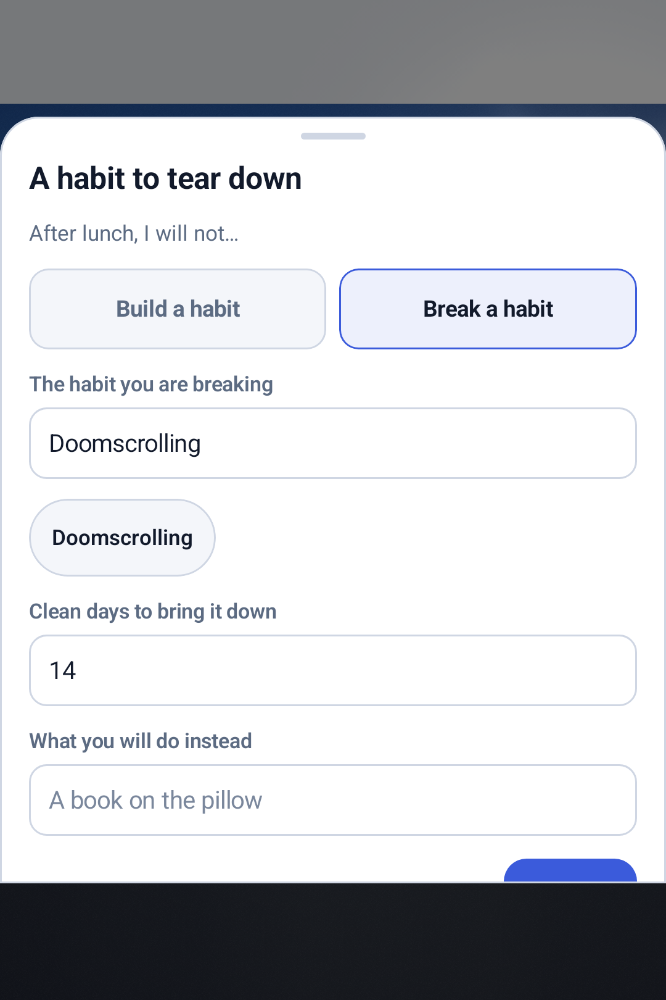 A habit to tear down
After lunch, I will not…
Build a habit
Break a habit
The habit you are breaking
Doomscrolling
Doomscrolling
Clean days to bring it down
14
What you will do instead
A book on the pillow